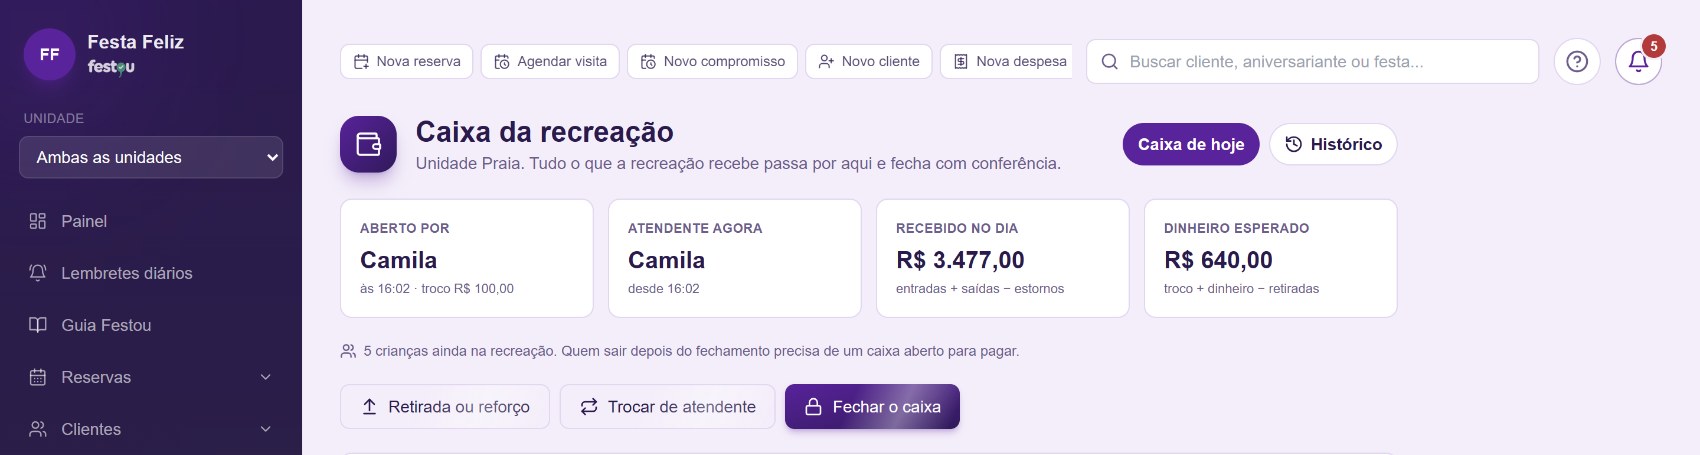 FF
Festa Feliz
festou
UNIDADE
Ambas as unidades
Painel
Lembretes diários
Guia Festou
Reservas
Clientes
Nova reserva
Agendar visita
Novo compromisso
Novo cliente
Nova despesa
Buscar cliente, aniversariante ou festa...
5
Caixa da recreação
Unidade Praia. Tudo o que a recreação recebe passa por aqui e fecha com conferência.
Caixa de hoje
Histórico
ABERTO POR
Camila
às 16:02 · troco R$ 100,00
ATENDENTE AGORA
Camila
desde 16:02
RECEBIDO NO DIA
R$ 3.477,00
entradas + saídas − estornos
DINHEIRO ESPERADO
R$ 640,00
troco + dinheiro − retiradas
5 crianças ainda na recreação. Quem sair depois do fechamento precisa de um caixa aberto para pagar.
Retirada ou reforço
Trocar de atendente
Fechar o caixa